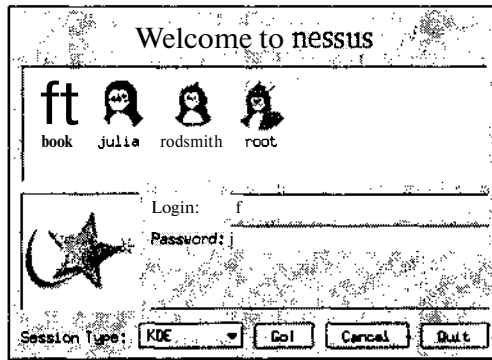 Welcome to nessus
ft
book julia rodsmith root
Login: f
Password: j
Session Type: KDE Go! Cancel Quit